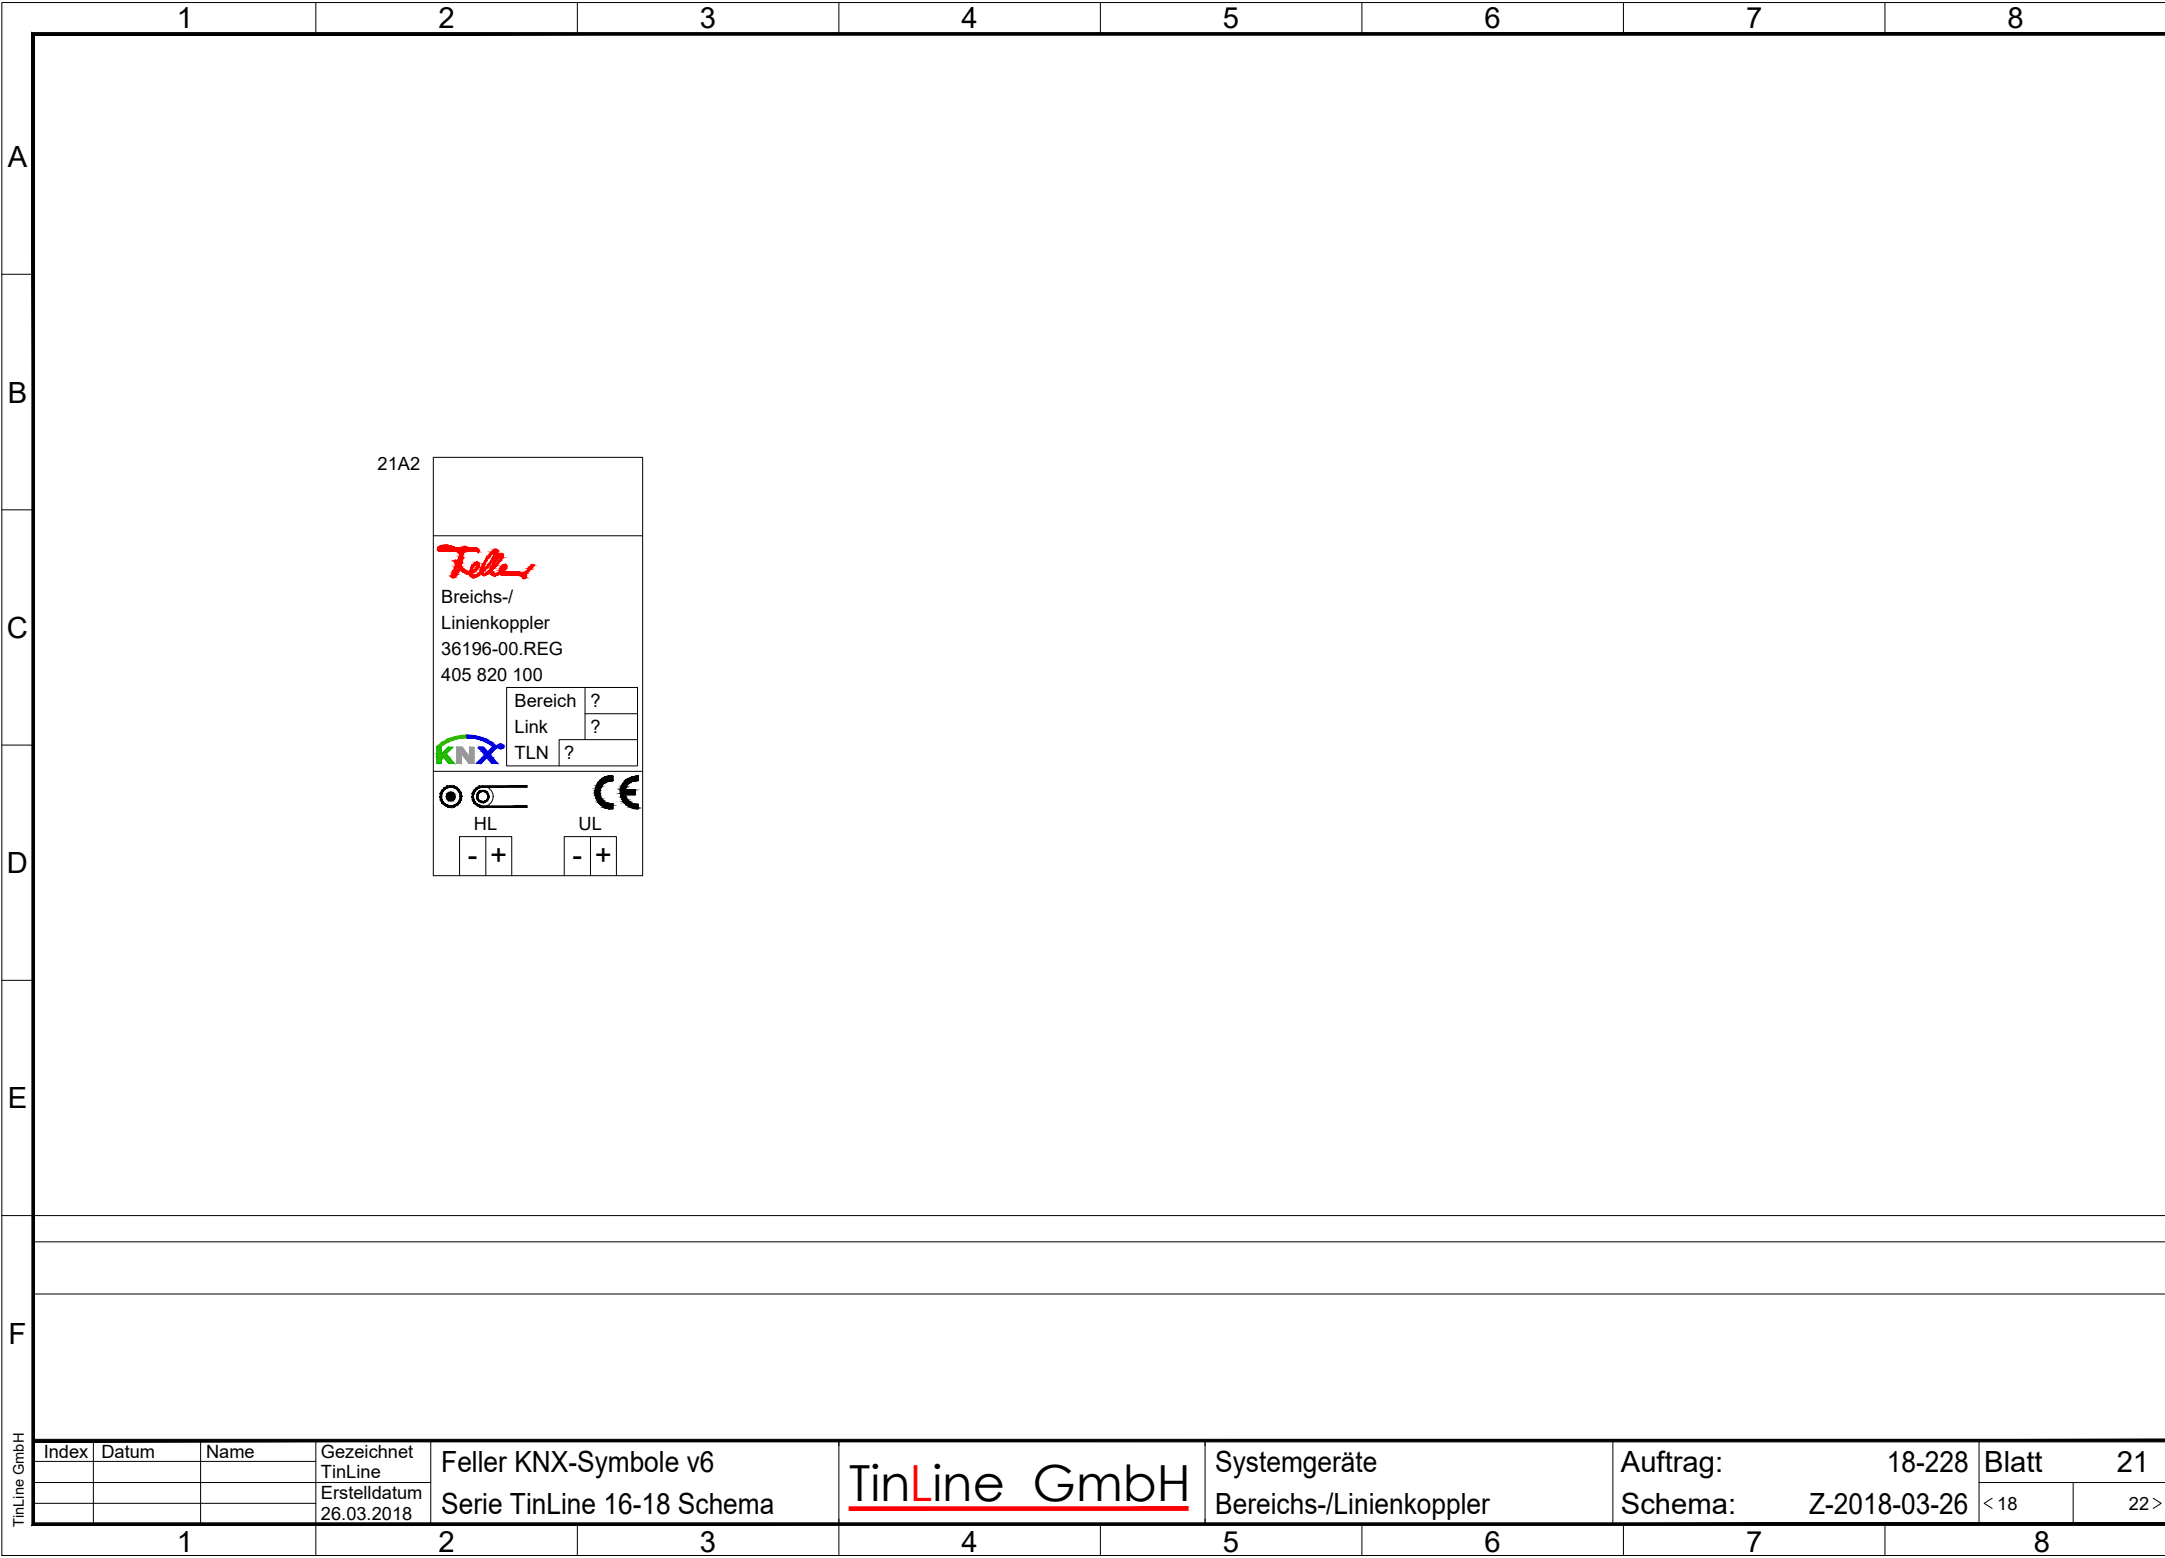 1 2 3 4 5 6 7 8
A
B
21A2
Feller
Breichs-/
C
Linienkoppler
36196-00.REG
405 820 100
Bereich ?
Link ?
KNX TLN ?
CE
HL UL
D
- + - +
E
F
TinLine GmbH
Index Datum Name
Gezeichnet
TinLine
Erstelldatum
26.03.2018
Feller KNX-Symbole v6
Serie TinLine 16-18 Schema
TinLine GmbH
Systemgeräte
Bereichs-/Linienkoppler
Auftrag: 18-228
Schema: Z-2018-03-26
Blatt 21
< 18 22 >
1 2 3 4 5 6 7 8